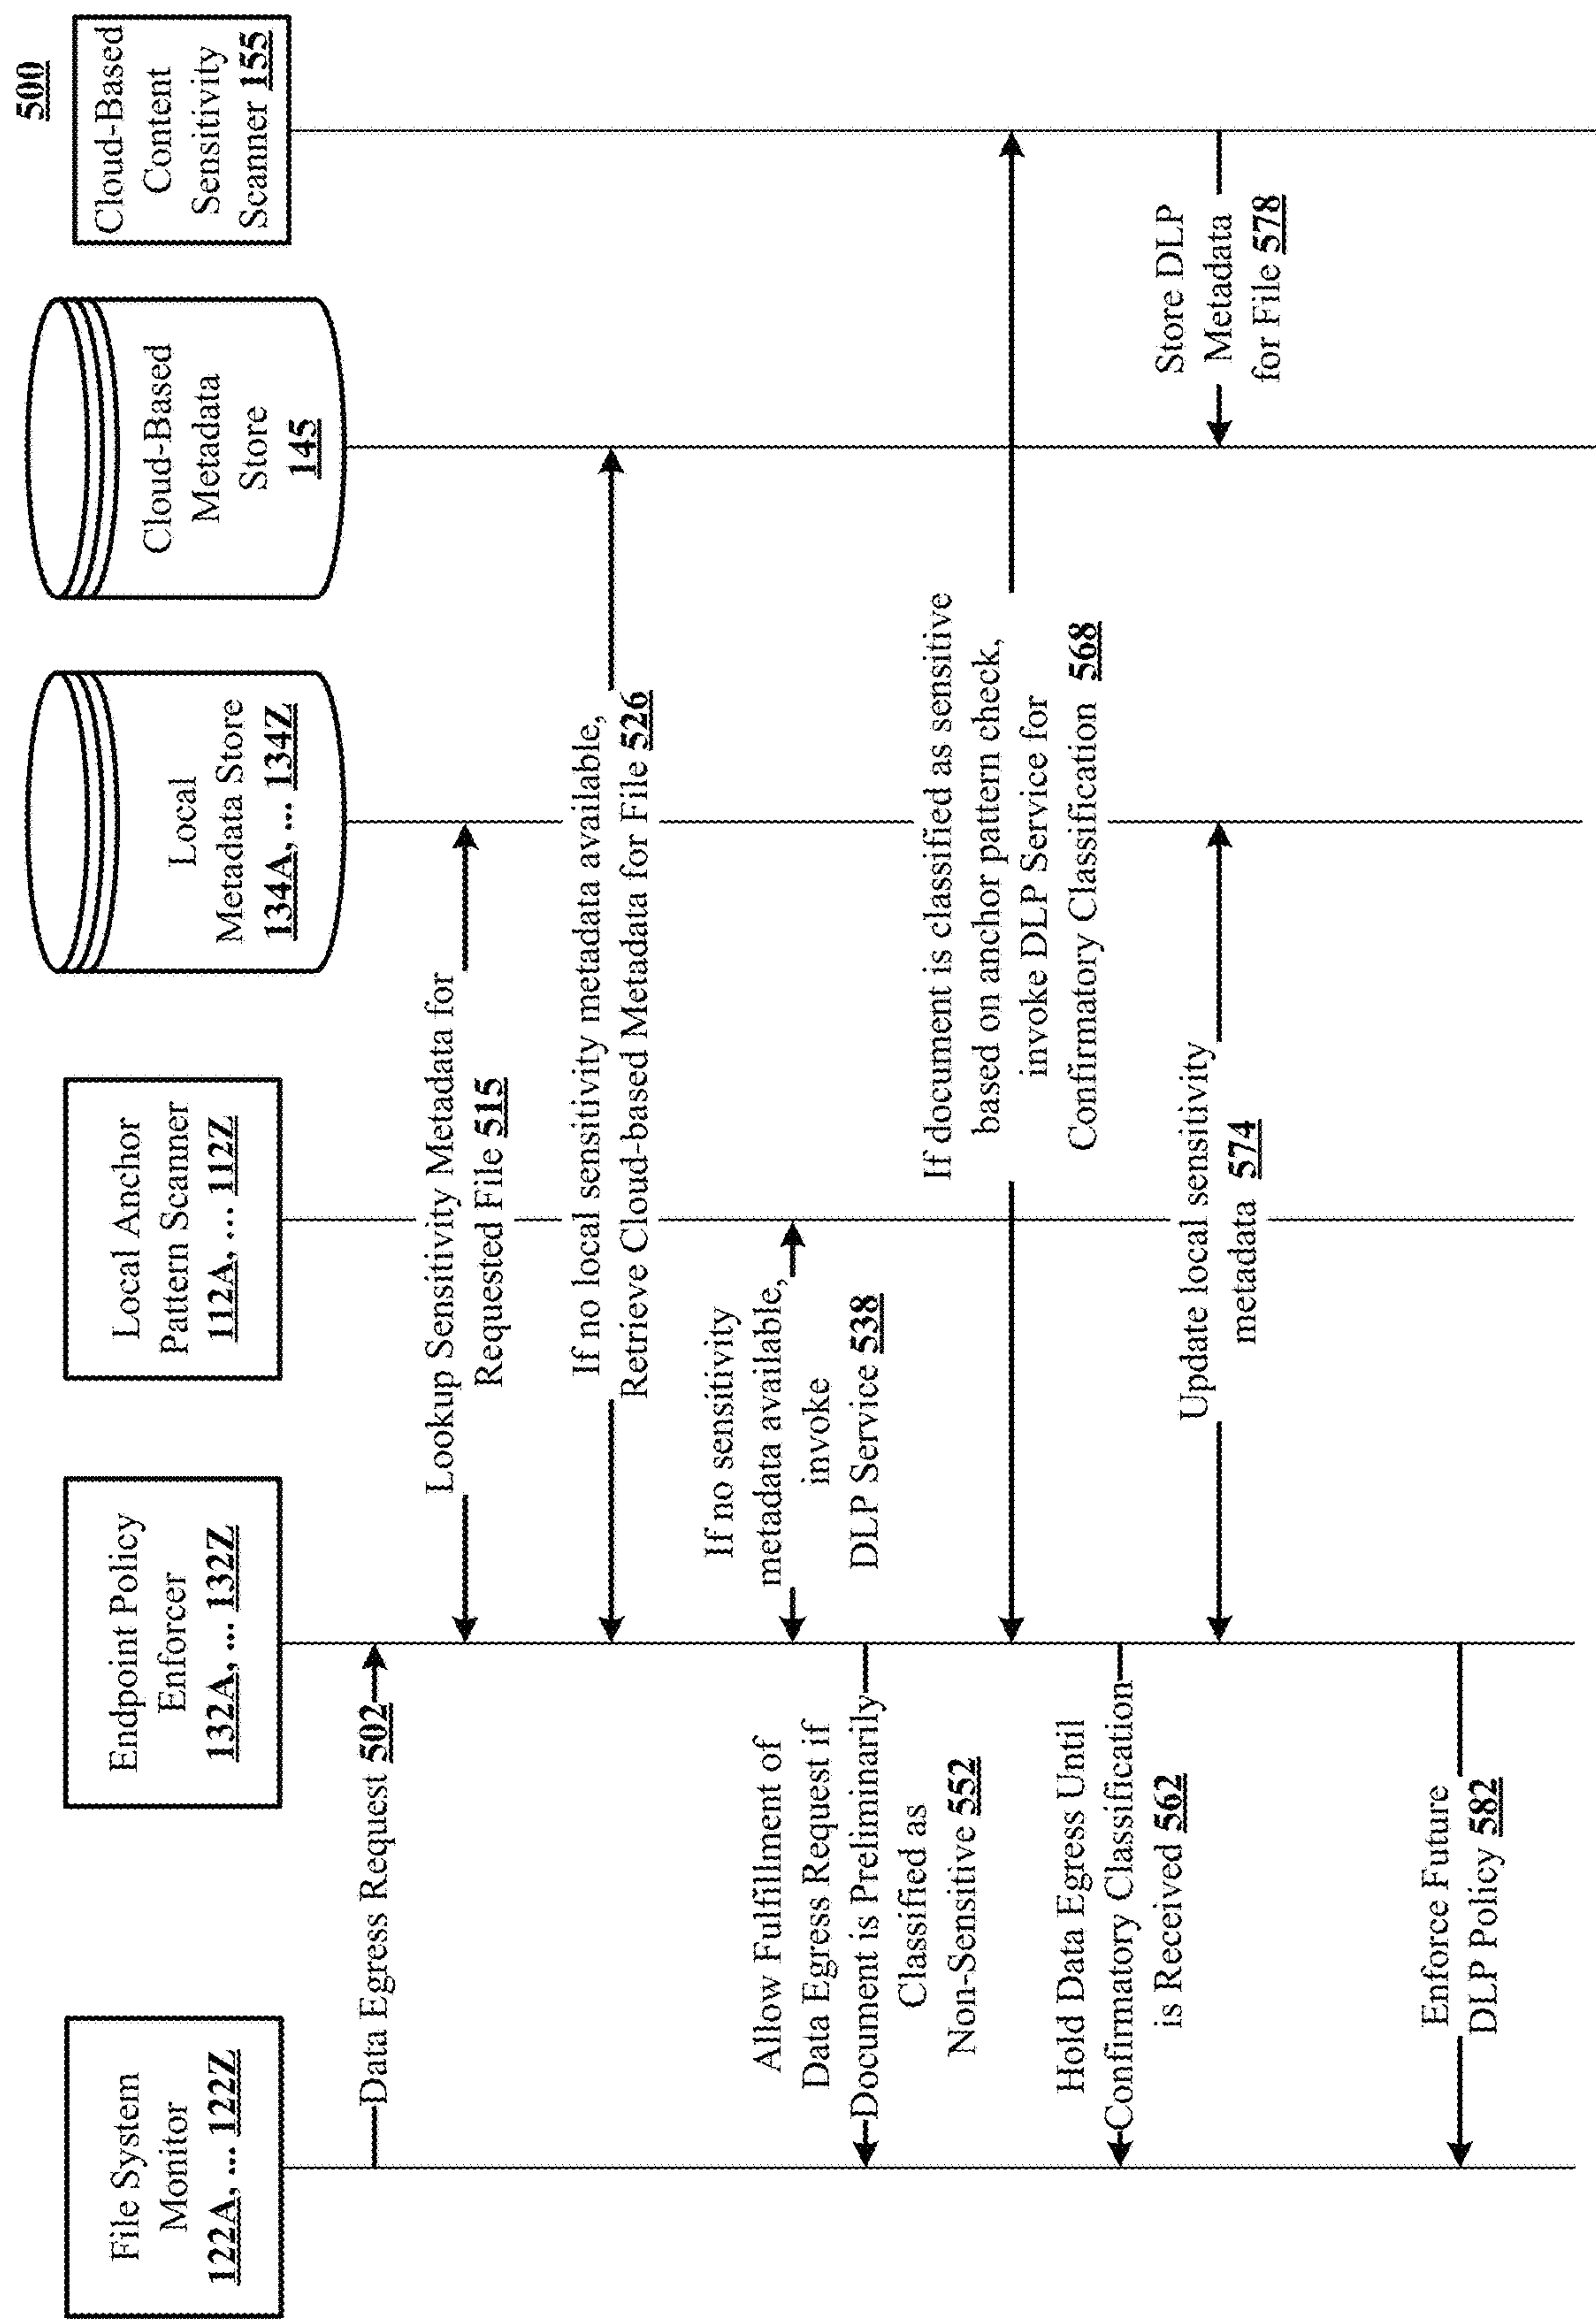 500
File System
Monitor
122A, ... 122Z
Endpoint Policy
Enforcer
132A, ... 132Z
Local Anchor
Pattern Scanner
112A, ... 112Z
Local
Metadata Store
134A, ... 134Z
Cloud-Based
Metadata
Store
145
Cloud-Based
Content
Sensitivity
Scanner 155
Data Egress Request 502
Lookup Sensitivity Metadata for
Requested File 515
If no local sensitivity metadata available,
Retrieve Cloud-based Metadata for File 526
If no sensitivity
metadata available,
invoke
DLP Service 538
Allow Fulfillment of
Data Egress Request if
Document is Preliminarily
Classified as
Non-Sensitive 552
If document is classified as sensitive
based on anchor pattern check,
invoke DLP Service for
Confirmatory Classification 568
Hold Data Egress Until
Confirmatory Classification
is Received 562
Update local sensitivity
metadata 574
Store DLP
Metadata
for File 578
Enforce Future
DLP Policy 582